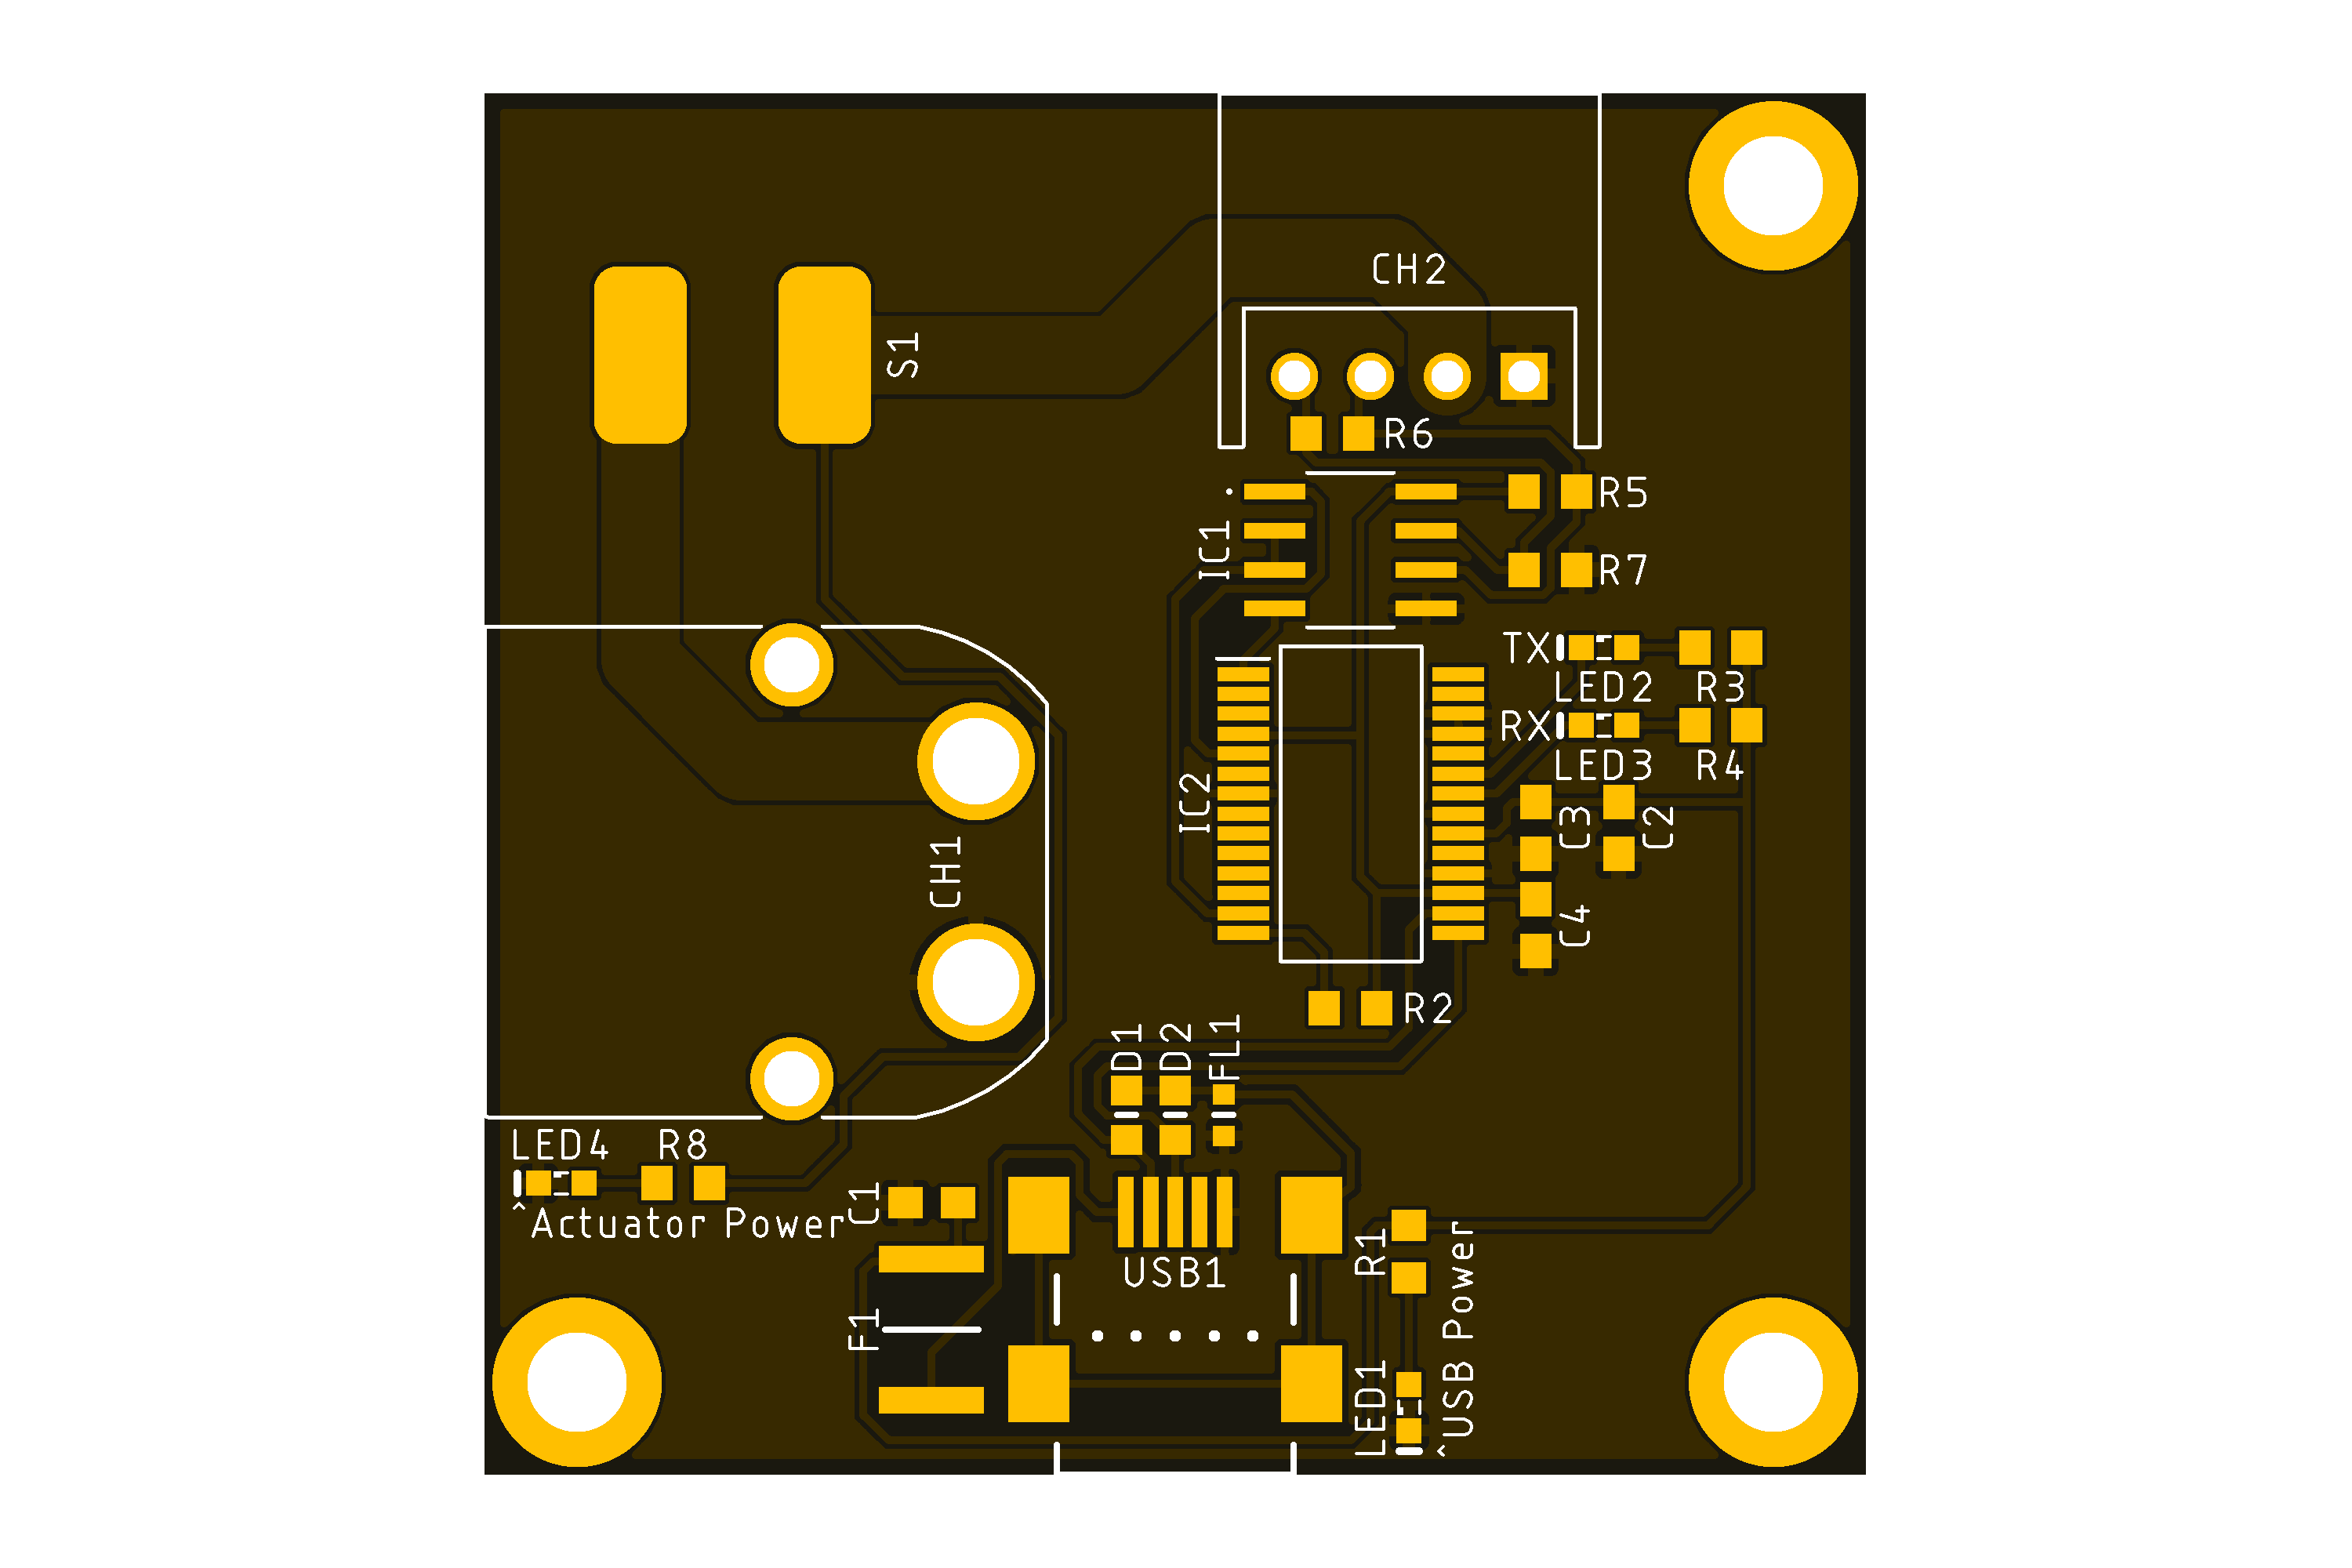 CH2
S1
R6
R5
IC1
R7
TX
LED2
R3
RX
LED3
R4
IC2
C3
C2
CH1
C4
R2
D1
D2
FL1
LED4
R8
^Actuator Power
C1
USB1
R1
F1
LED1
^USB Power